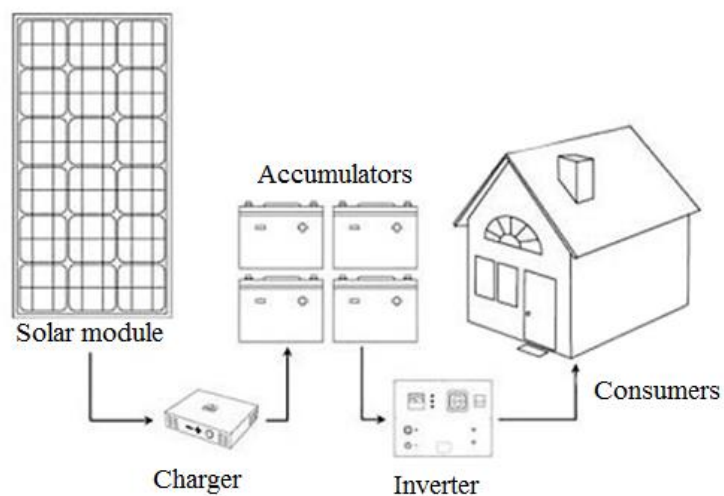 Accumulators
Solar module
Consumers
Charger
Inverter